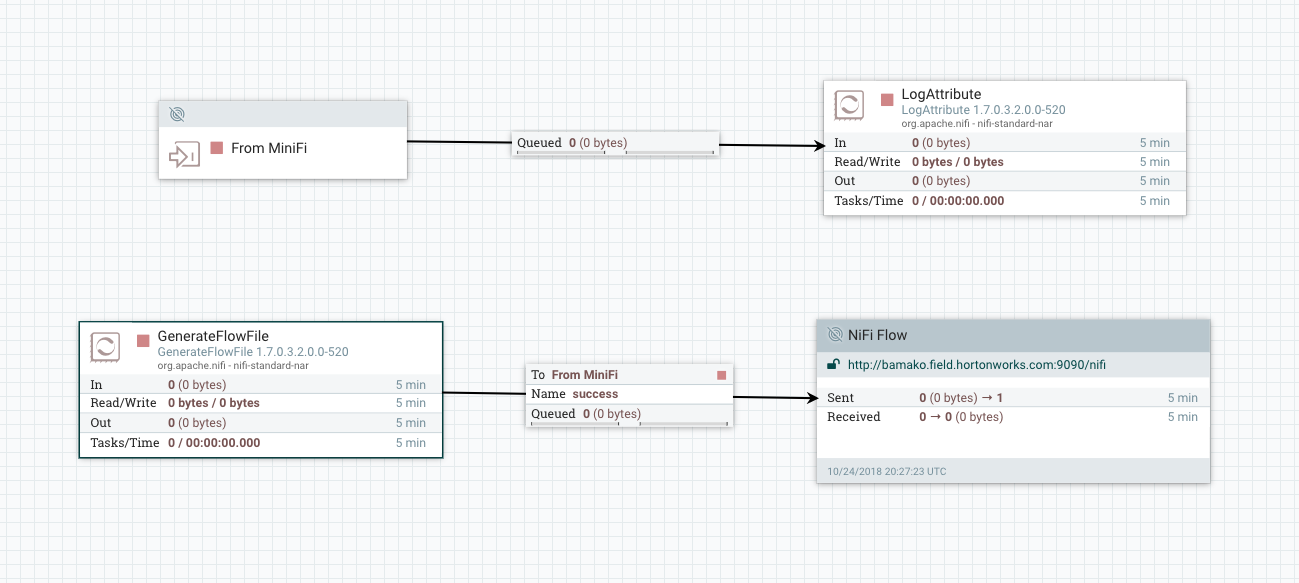 From MiniFi
Queued 0 (0 bytes)
LogAttribute
LogAttribute 1.7.0.3.2.0.0-520
org.apache.nifi - nifi-standard-nar
In 0 (0 bytes) 5 min
Read/Write 0 bytes / 0 bytes 5 min
Out 0 (0 bytes) 5 min
Tasks/Time 0 / 00:00:00.000 5 min
GenerateFlowFile
GenerateFlowFile 1.7.0.3.2.0.0-520
org.apache.nifi - nifi-standard-nar
In 0 (0 bytes) 5 min
Read/Write 0 bytes / 0 bytes 5 min
Out 0 (0 bytes) 5 min
Tasks/Time 0 / 00:00:00.000 5 min
To From MiniFi
Name success
Queued 0 (0 bytes)
NiFi Flow
http://bamako.field.hortonworks.com:9090/nifi
Sent 0 (0 bytes) → 1 5 min
Received 0 → 0 (0 bytes) 5 min
10/24/2018 20:27:23 UTC